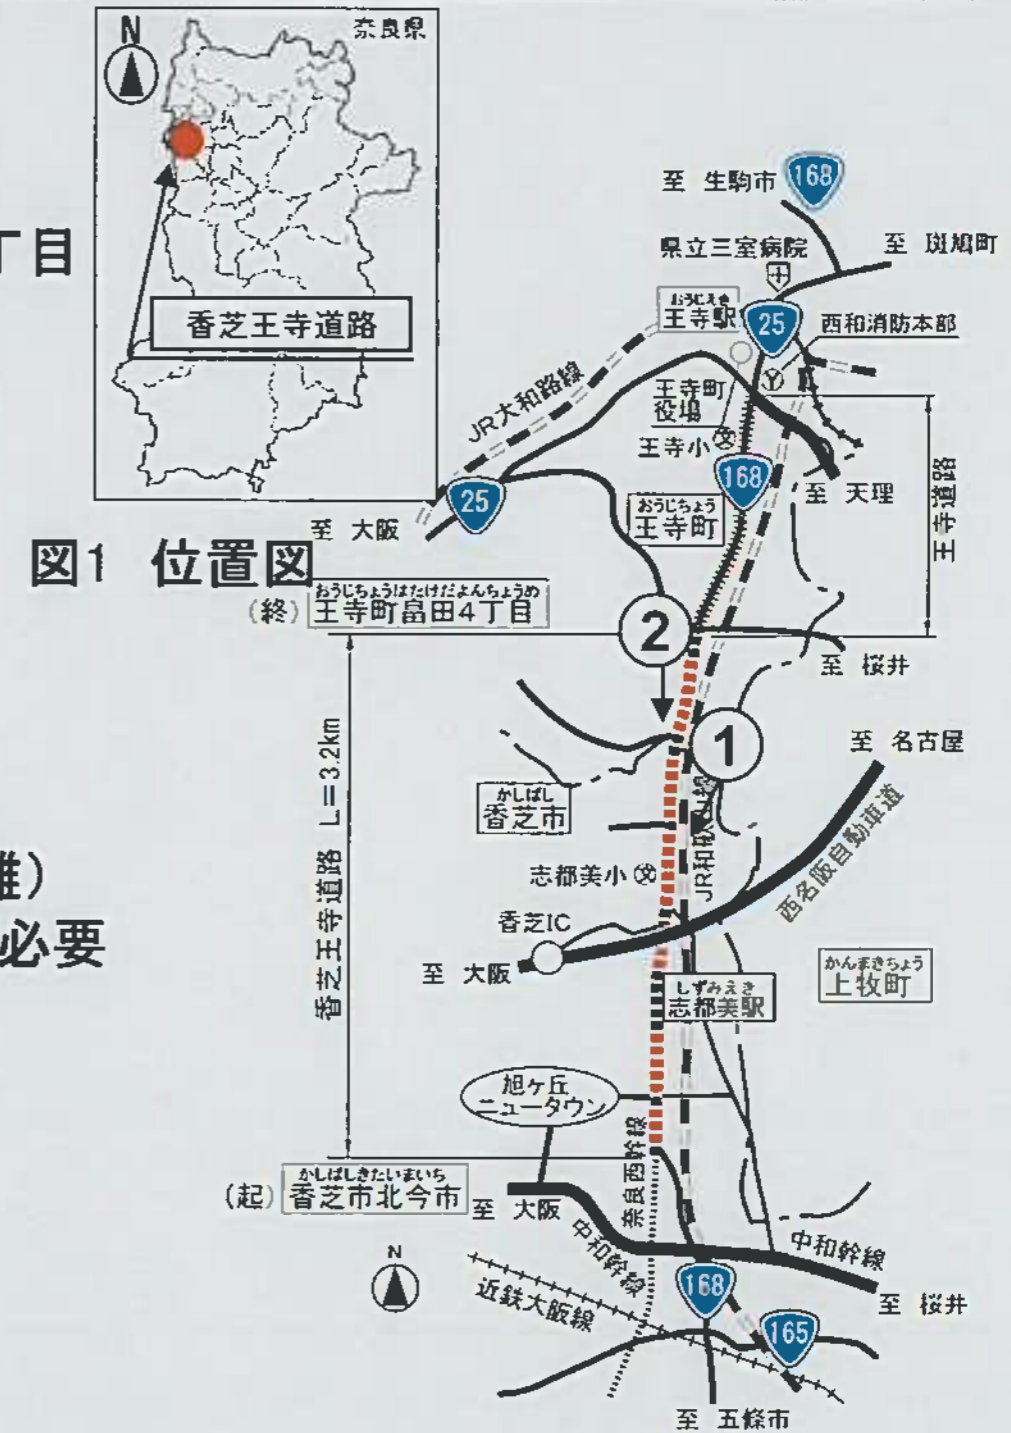 N
奈良県
丁目
香芝王寺道路
至 生駒市
168
至 斑鳩町
県立三室病院
おうじえき
王寺駅
25
西和消防本部
JR大和路線
王寺町
役場
王寺小
168
至 天理
王寺道路
25
至 大阪
おうじちょう
王寺町
図1 位置図
(終)
おうじちょうはたけだよんちょうめ
王寺町畠田4丁目
2
至 桜井
1
至 名古屋
かしばし
香芝市
JR和歌山線
西名阪自動車道
香芝王寺道路 L=3.2km
志都美小
香芝IC
至 大阪
必要
かんまきちょう
上牧町
しずみえき
志都美駅
旭ヶ丘
ニュータウン
奈良西幹線
(起)
かしばしきたいまいち
香芝市北今市
至 大阪
中和幹線
中和幹線
N
近鉄大阪線
168
至 桜井
165
至 五條市